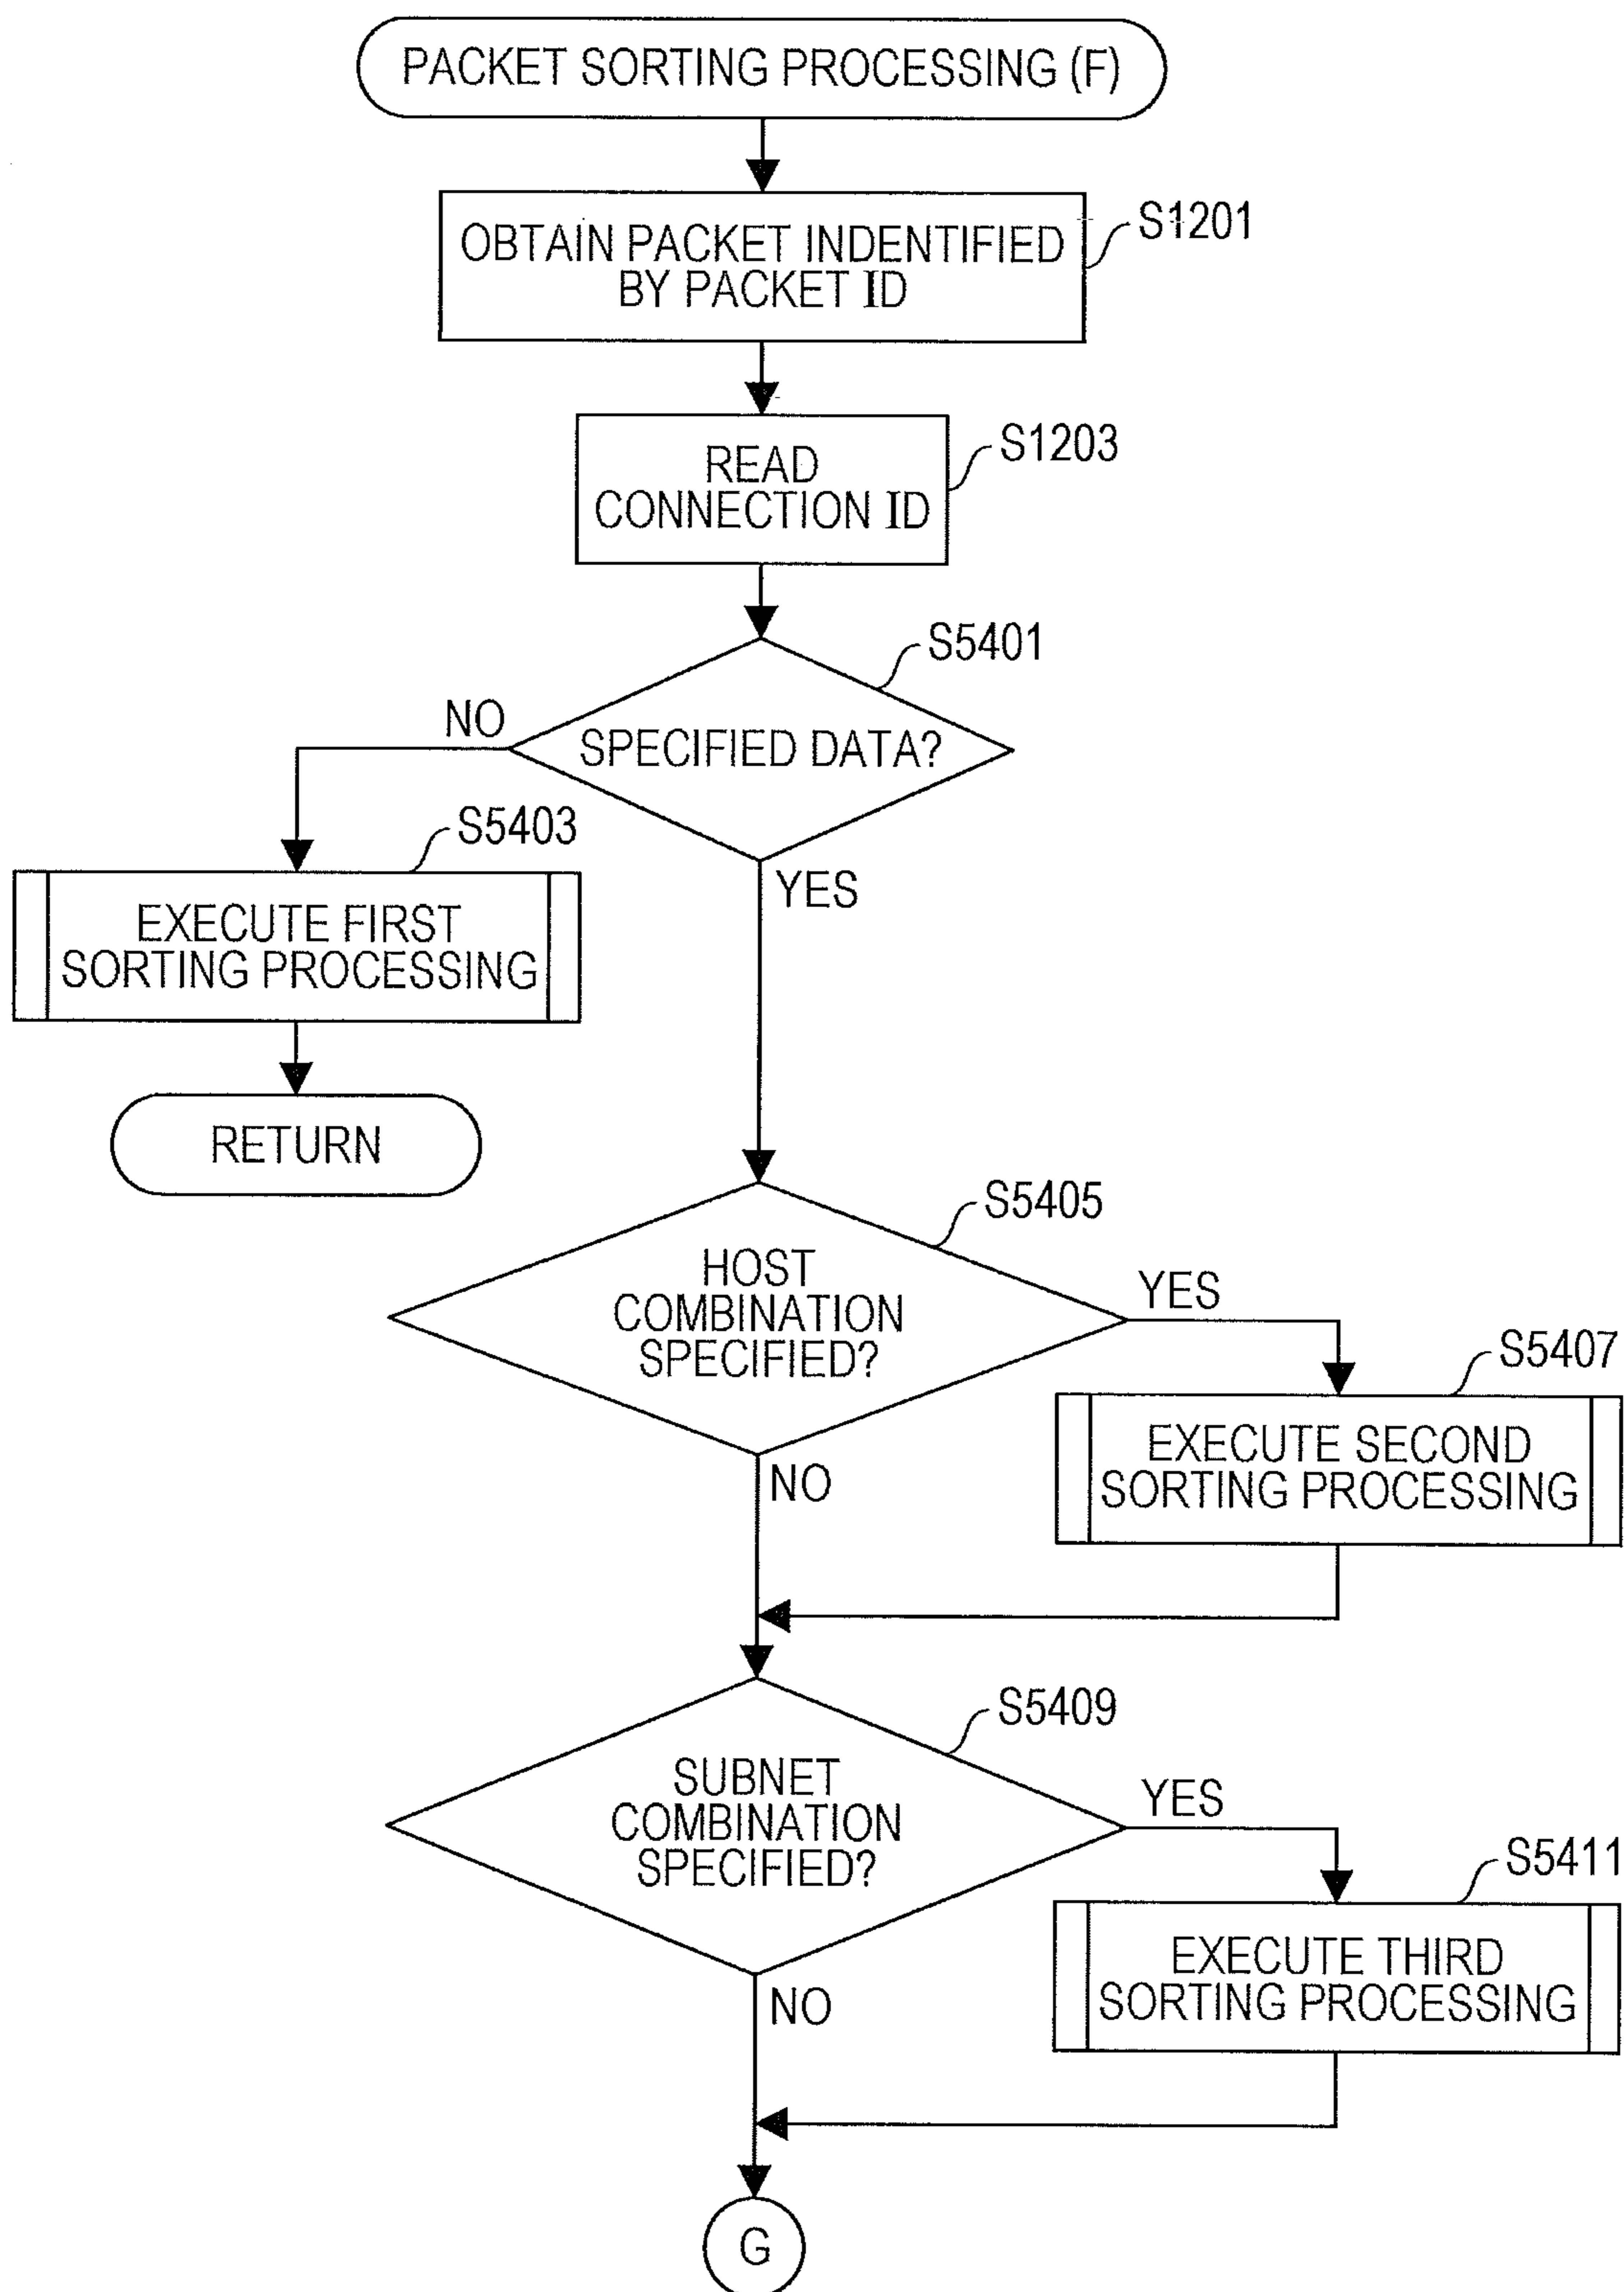 PACKET SORTING PROCESSING (F)
S1201
OBTAIN PACKET INDENTIFIED
BY PACKET ID
S1203
READ
CONNECTION ID
S5401
NO
SPECIFIED DATA?
S5403
YES
EXECUTE FIRST
SORTING PROCESSING
RETURN
S5405
HOST
COMBINATION
SPECIFIED?
YES
S5407
EXECUTE SECOND
SORTING PROCESSING
NO
S5409
SUBNET
COMBINATION
SPECIFIED?
YES
S5411
EXECUTE THIRD
SORTING PROCESSING
NO
G